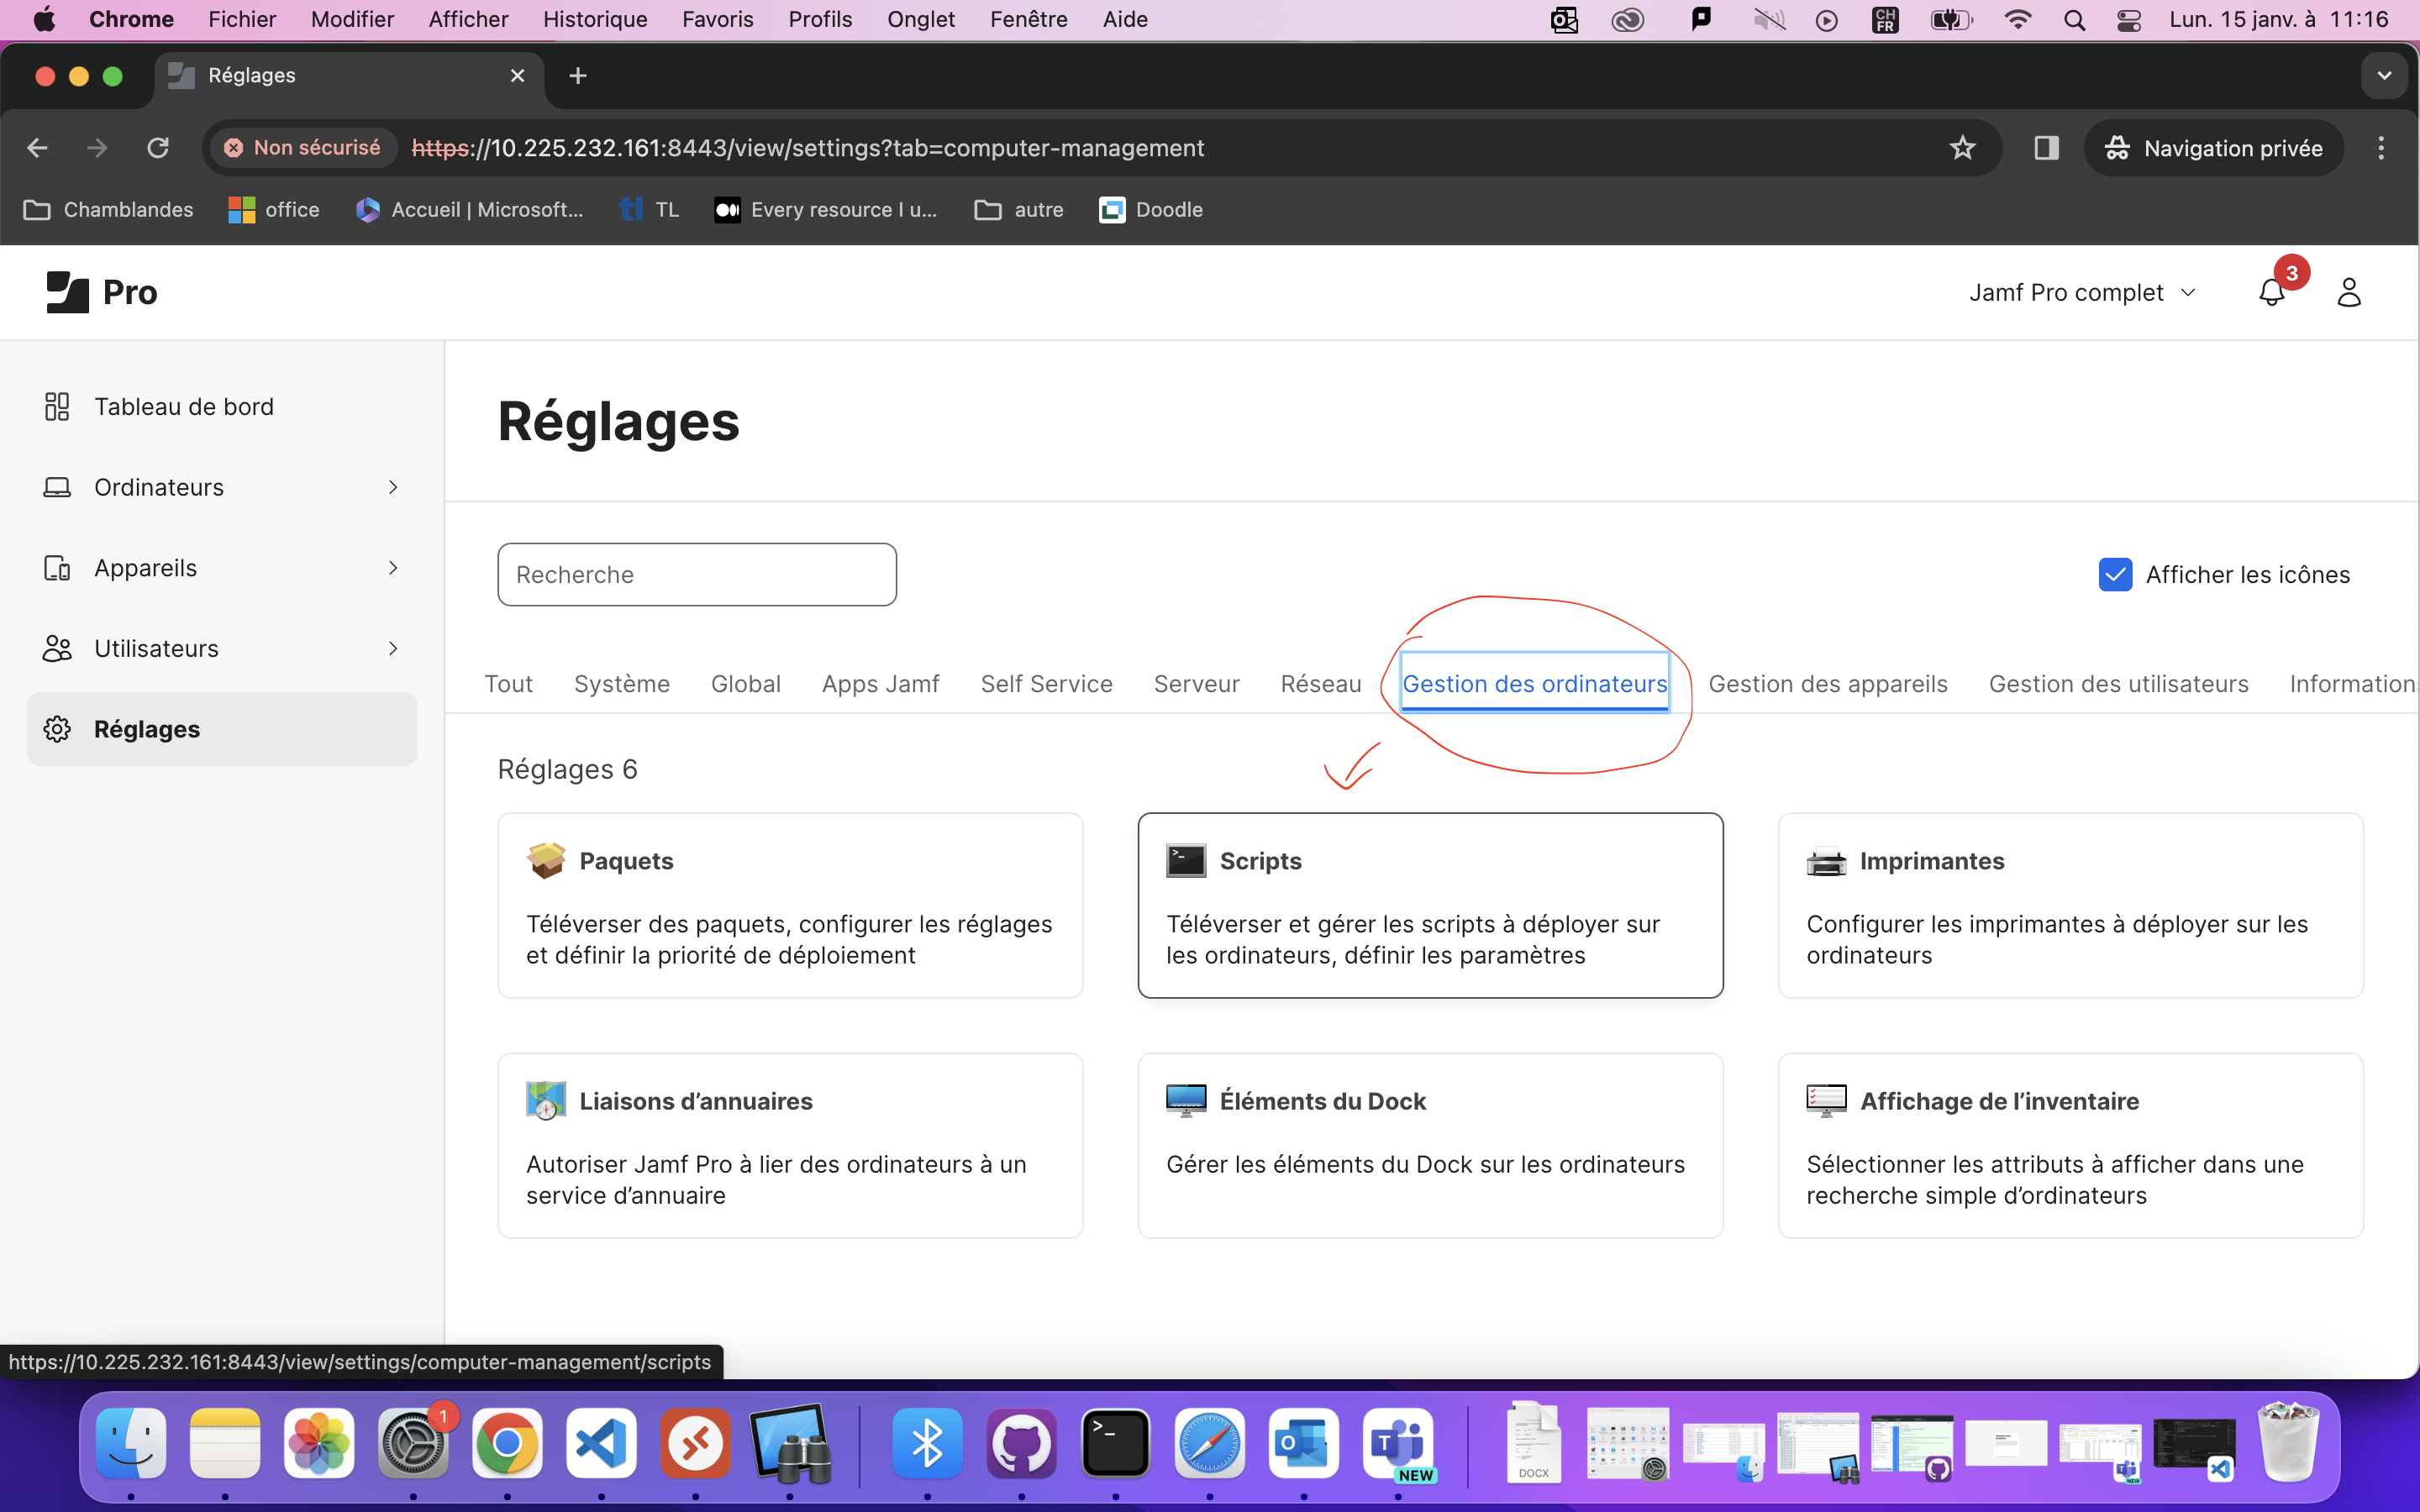 Chrome Fichier Modifier Afficher Historique Favoris Profils Onglet Fenêtre Aide CH FR Lun. 15 janv. à 11:16
Réglages
Non sécurisé https://10.225.232.161:8443/view/settings?tab=computer-management Navigation privée
Chamblandes office Accueil | Microsoft... tl TL Every resource I u... autre Doodle
Pro Jamf Pro complet 3
Tableau de bord
Ordinateurs
Appareils
Utilisateurs
Réglages
Réglages
Recherche Afficher les icônes
Tout Système Global Apps Jamf Self Service Serveur Réseau Gestion des ordinateurs Gestion des appareils Gestion des utilisateurs Information
Réglages 6
Paquets
Téléverser des paquets, configurer les réglages
et définir la priorité de déploiement
Scripts
Téléverser et gérer les scripts à déployer sur
les ordinateurs, définir les paramètres
Imprimantes
Configurer les imprimantes à déployer sur les
ordinateurs
Liaisons d’annuaires
Autoriser Jamf Pro à lier des ordinateurs à un
service d’annuaire
Éléments du Dock
Gérer les éléments du Dock sur les ordinateurs
Affichage de l’inventaire
Sélectionner les attributs à afficher dans une
recherche simple d’ordinateurs
https://10.225.232.161:8443/view/settings/computer-management/scripts
1
NEW
DOCX